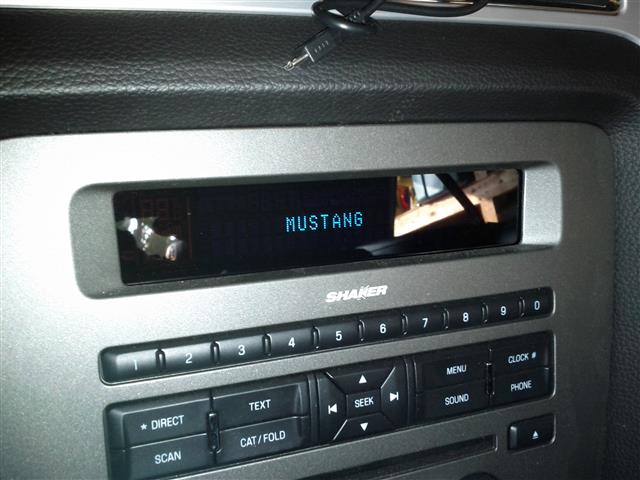 MUSTANG
SHAKER
1 2 3 4 5 6 7 8 9 0
* DIRECT TEXT SEEK MENU CLOCK #
SCAN CAT / FOLD SOUND PHONE